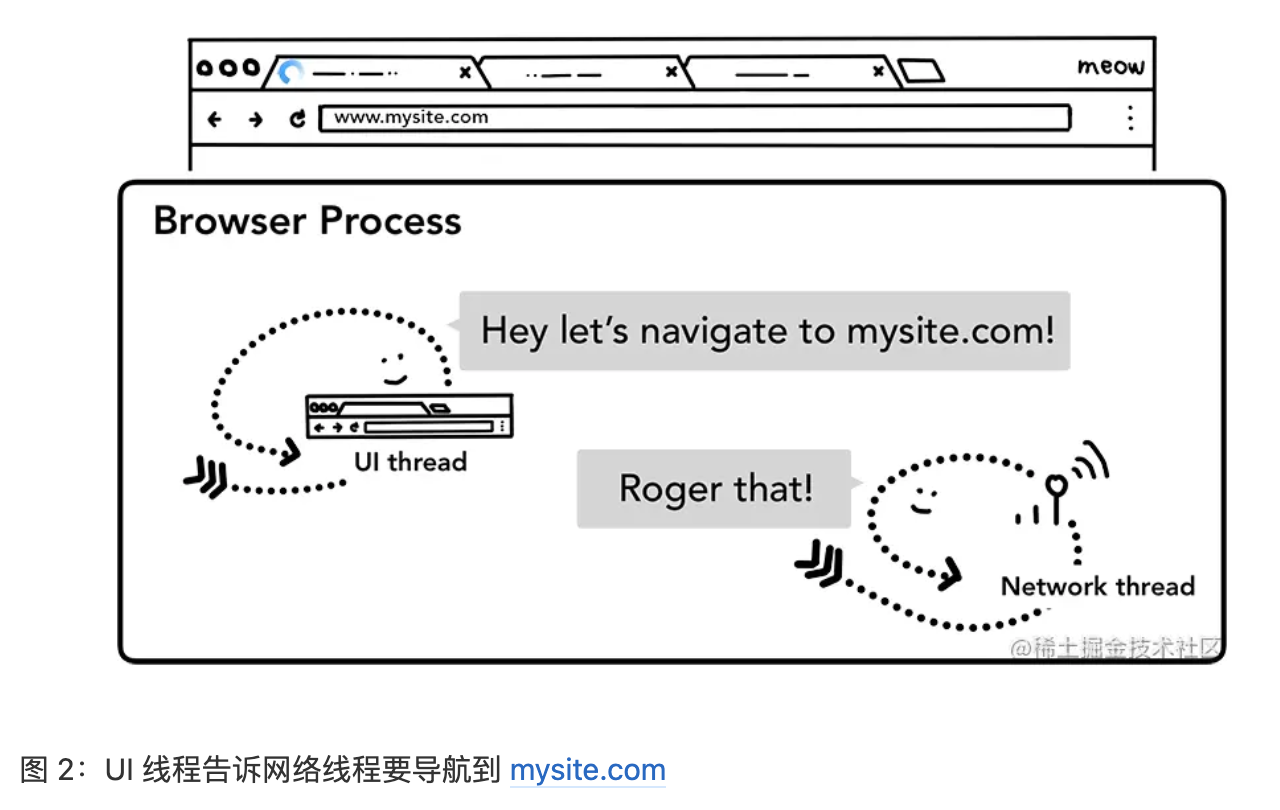 meow
www.mysite.com
Browser Process
Hey let's navigate to mysite.com!
UI thread
Roger that!
Network thread
@稀土掘金技术社区
图 2：UI 线程告诉网络线程要导航到 mysite.com